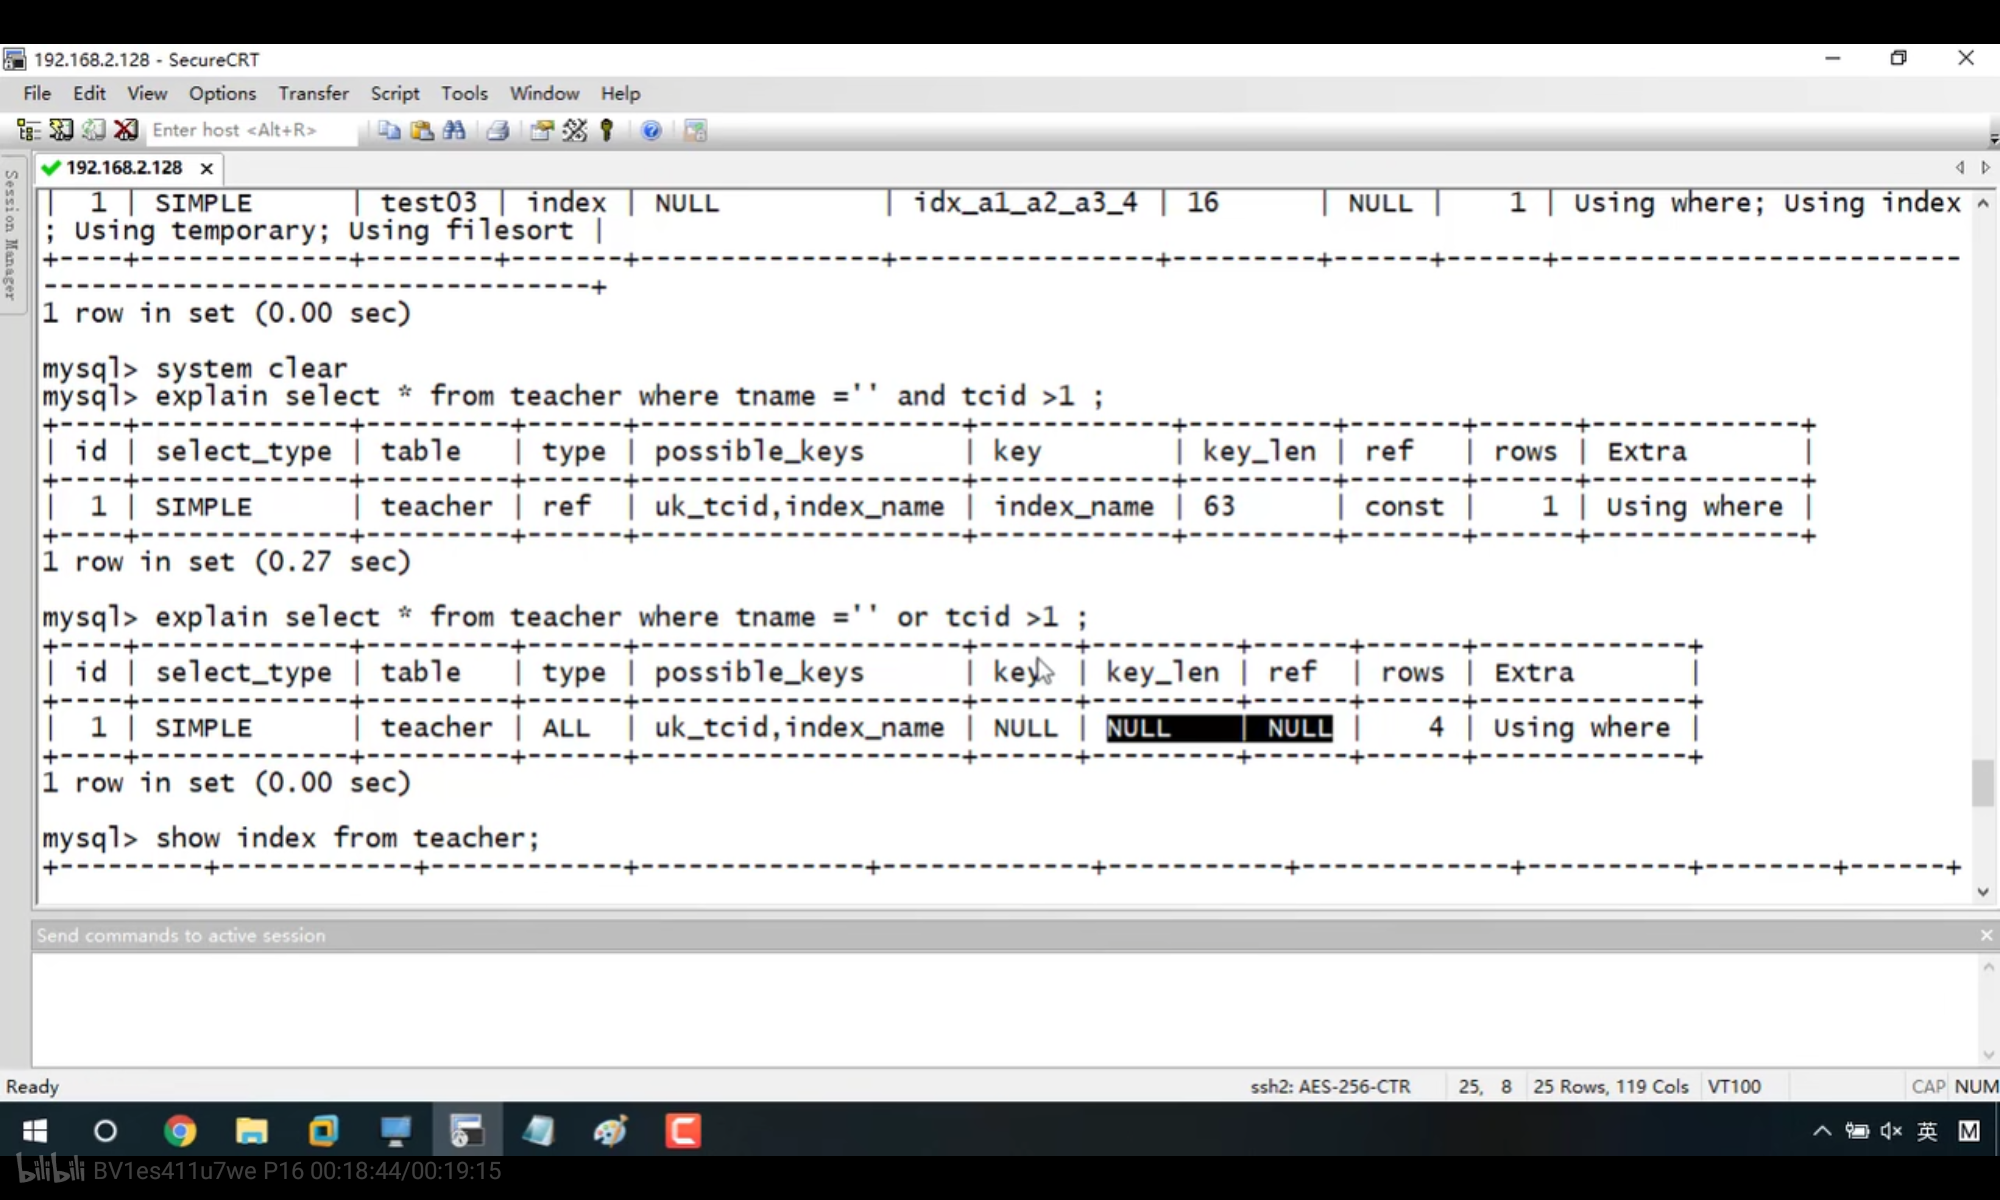 192.168.2.128 - SecureCRT
File Edit View Options Transfer Script Tools Window Help
Enter host <Alt+R>
192.168.2.128
Session Manager
| 1 | SIMPLE | test03 | index | NULL | idx_a1_a2_a3_4 | 16 | NULL | 1 | Using where; Using index
; Using temporary; Using filesort |
+----+-------------+--------+-------+---------------+----------------+---------+------+------+-------------------------
----------------------------------+
1 row in set (0.00 sec)
mysql> system clear
mysql> explain select * from teacher where tname ='' and tcid >1 ;
+----+-------------+---------+------+--------------------+------------+---------+-------+------+-------------+
| id | select_type | table | type | possible_keys | key | key_len | ref | rows | Extra |
+----+-------------+---------+------+--------------------+------------+---------+-------+------+-------------+
| 1 | SIMPLE | teacher | ref | uk_tcid,index_name | index_name | 63 | const | 1 | Using where |
+----+-------------+---------+------+--------------------+------------+---------+-------+------+-------------+
1 row in set (0.27 sec)
mysql> explain select * from teacher where tname ='' or tcid >1 ;
+----+-------------+---------+------+--------------------+------+---------+------+------+-------------+
| id | select_type | table | type | possible_keys | key | key_len | ref | rows | Extra |
+----+-------------+---------+------+--------------------+------+---------+------+------+-------------+
| 1 | SIMPLE | teacher | ALL | uk_tcid,index_name | NULL | NULL | NULL | 4 | Using where |
+----+-------------+---------+------+--------------------+------+---------+------+------+-------------+
1 row in set (0.00 sec)
mysql> show index from teacher;
+---------+------------+------------+--------------+-------------+-----------+-------------+----------+--------+------+
Send commands to active session
Ready ssh2: AES-256-CTR 25, 8 25 Rows, 119 Cols VT100 CAP NUM
英 M
bilibili BV1es411u7we P16 00:18:44/00:19:15